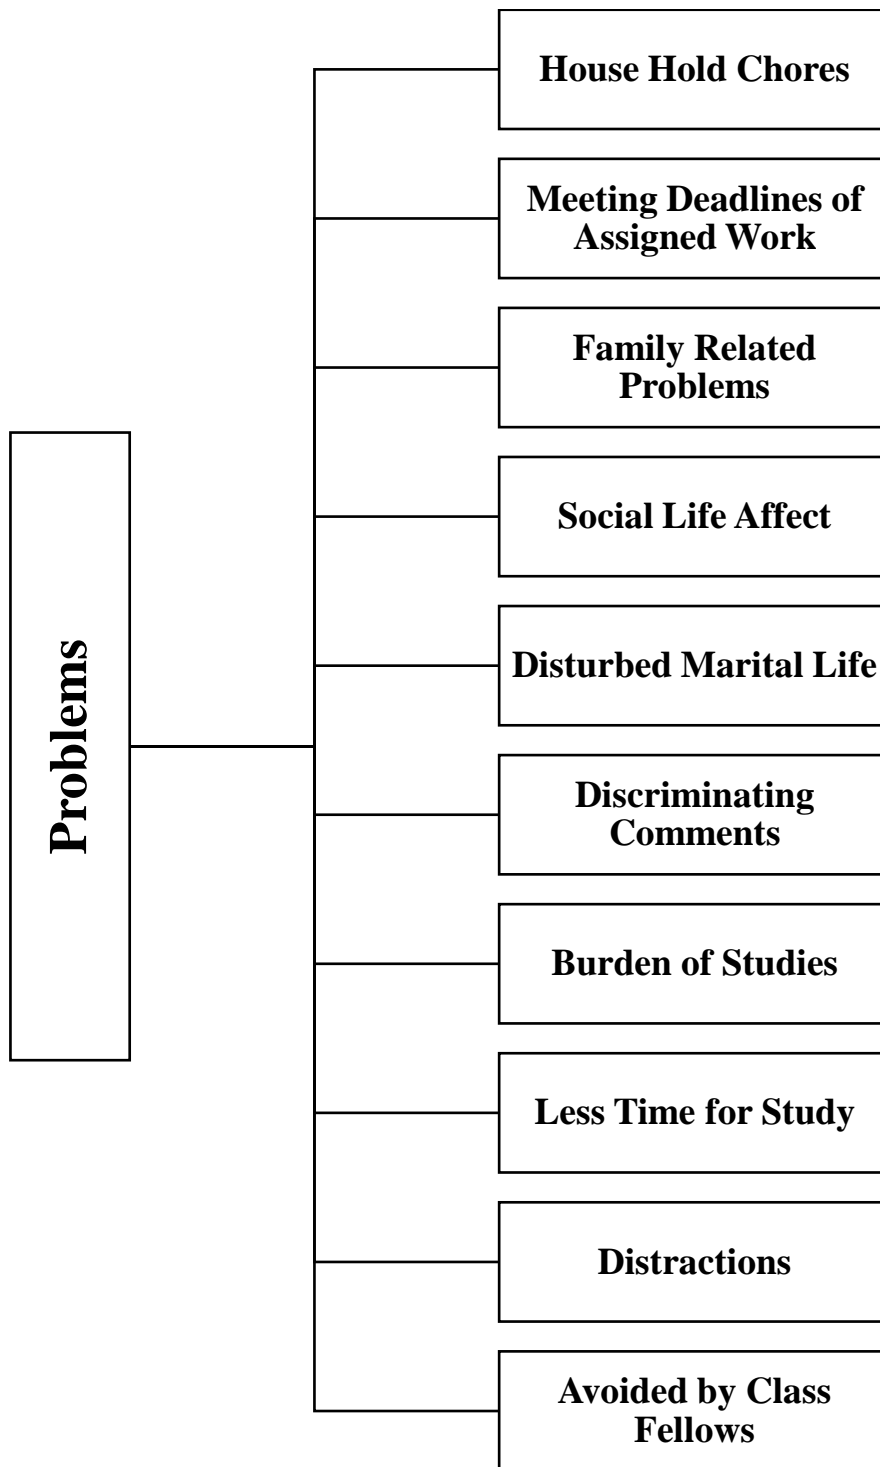 Problems
House Hold Chores
Meeting Deadlines of
Assigned Work
Family Related
Problems
Social Life Affect
Disturbed Marital Life
Discriminating
Comments
Burden of Studies
Less Time for Study
Distractions
Avoided by Class
Fellows